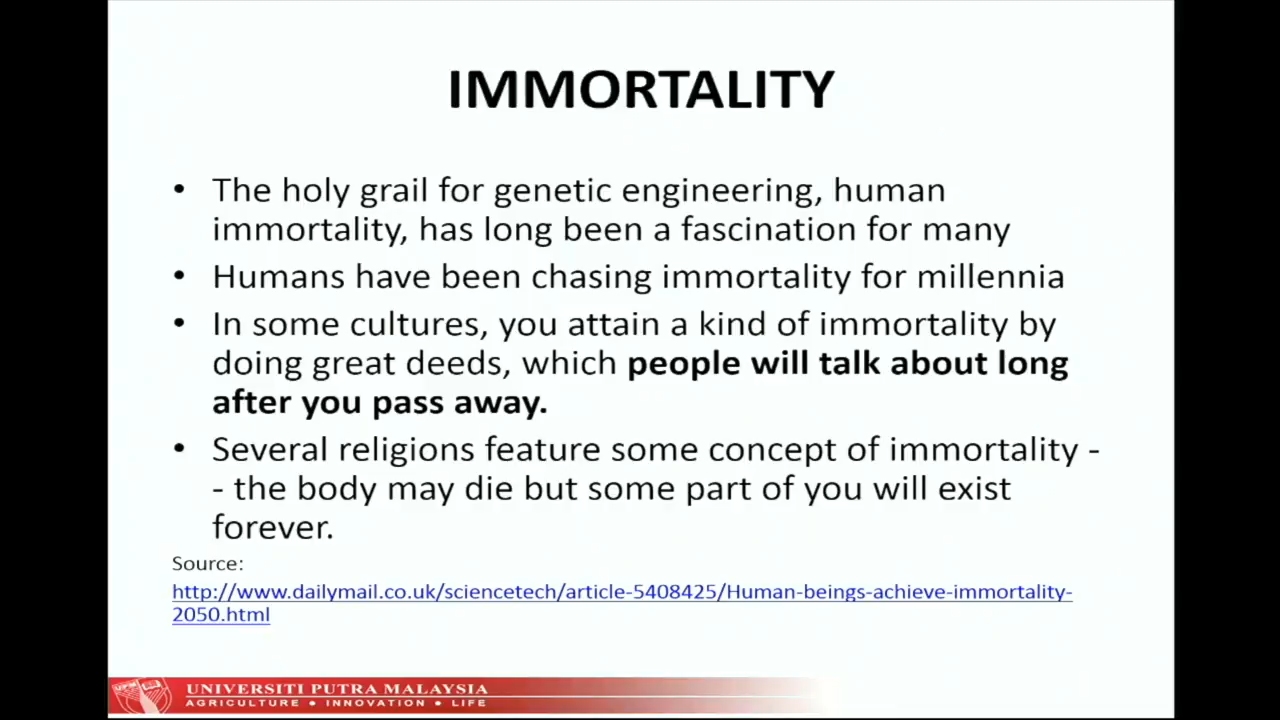 IMMORTALITY
• The holy grail for genetic engineering, human
immortality, has long been a fascination for many
• Humans have been chasing immortality for millennia
• In some cultures, you attain a kind of immortality by
doing great deeds, which people will talk about long
after you pass away.
• Several religions feature some concept of immortality -
- the body may die but some part of you will exist
forever.
Source:
http://www.dailymail.co.uk/sciencetech/article-5408425/Human-beings-achieve-immortality-
2050.html
UNIVERSITI PUTRA MALAYSIA
AGRICULTURE • INNOVATION • LIFE